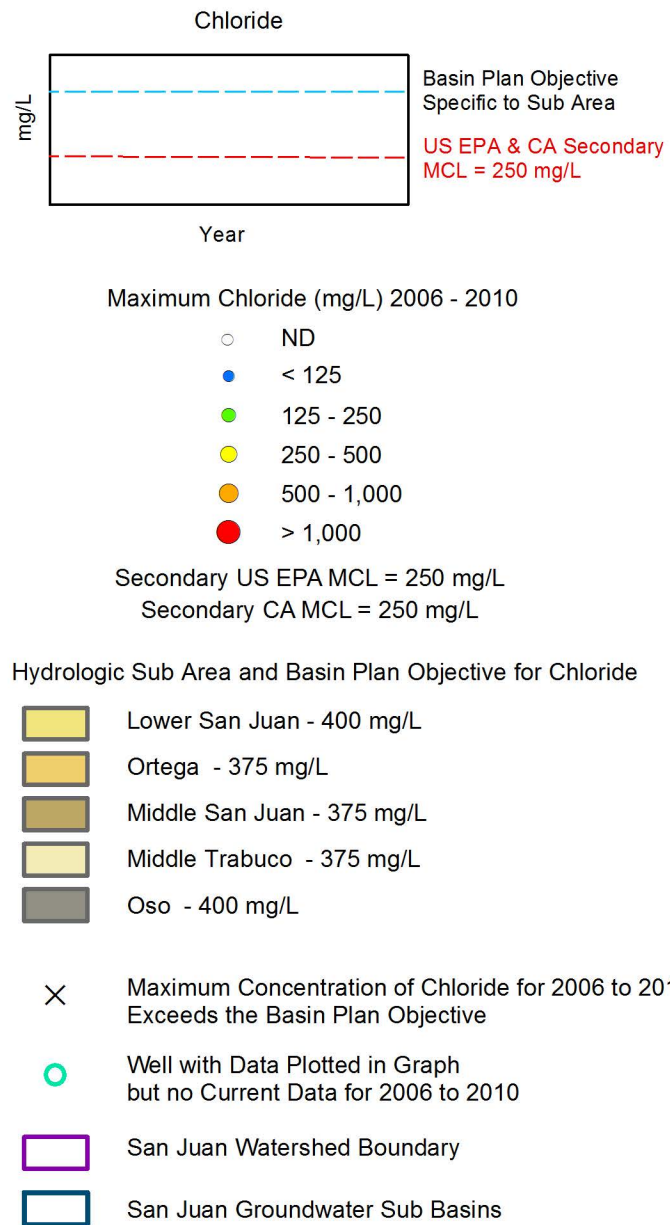 Chloride
mg/L
Basin Plan Objective
Specific to Sub Area
US EPA & CA Secondary
MCL = 250 mg/L
Year
Maximum Chloride (mg/L) 2006 - 2010
ND
< 125
125 - 250
250 - 500
500 - 1,000
> 1,000
Secondary US EPA MCL = 250 mg/L
Secondary CA MCL = 250 mg/L
Hydrologic Sub Area and Basin Plan Objective for Chloride
Lower San Juan - 400 mg/L
Ortega - 375 mg/L
Middle San Juan - 375 mg/L
Middle Trabuco - 375 mg/L
Oso - 400 mg/L
Maximum Concentration of Chloride for 2006 to
Exceeds the Basin Plan Objective
Well with Data Plotted in Graph
but no Current Data for 2006 to 2010
San Juan Watershed Boundary
San Juan Groundwater Sub Basins